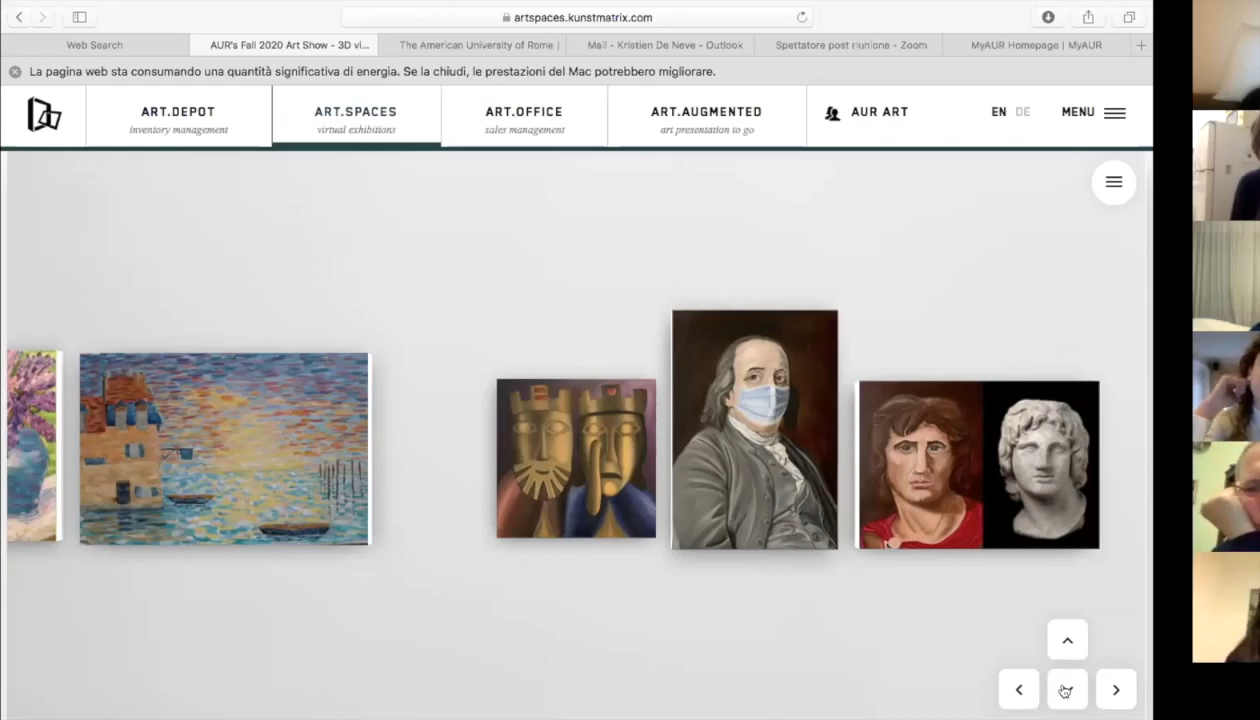 artspaces.kunstmatrix.com
Web Search
AUR's Fall 2020 Art Show - 3D vi...
The American University of Rome |
Mail - Kristien De Neve - Outlook
Spettatore post riunione - Zoom
MyAUR Homepage | MyAUR
La pagina web sta consumando una quantità significativa di energia. Se la chiudi, le prestazioni del Mac potrebbero migliorare.
ART.DEPOT
inventory management
ART.SPACES
virtual exhibitions
ART.OFFICE
sales management
ART.AUGMENTED
art presentation to go
AUR ART
EN DE
MENU